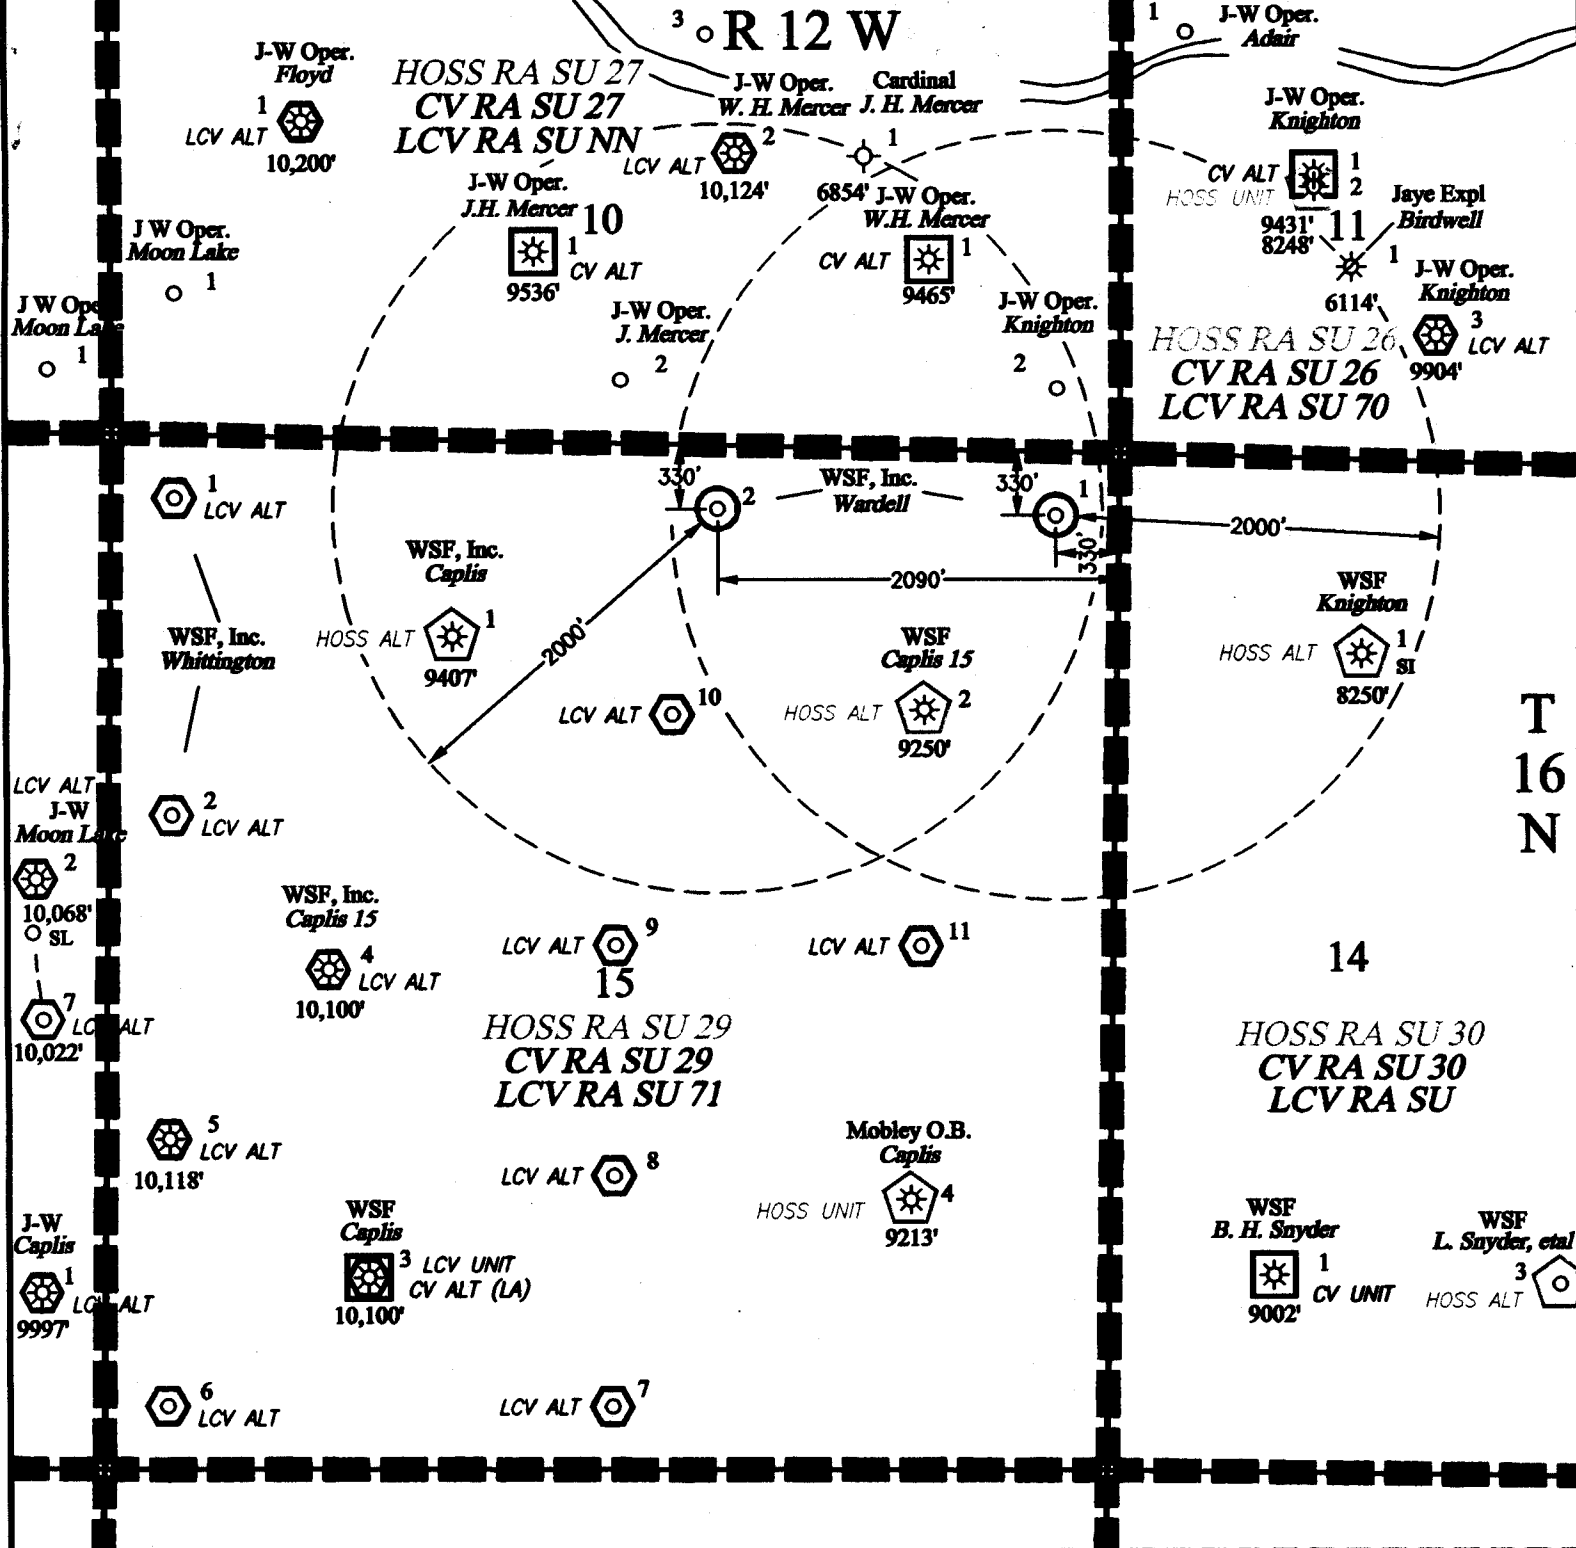 R 12 W
3
1
J-W Oper.
Adair
J-W Oper.
Floyd
1
LCV ALT
10,200'
HOSS RA SU 27
CV RA SU 27
LCV RA SU NN
J-W Oper.
W. H. Mercer
LCV ALT
2
10,124'
Cardinal
J. H. Mercer
1
6854'
J-W Oper.
Knighton
CV ALT
HOSS UNIT
1
2
9431'
8248'
11
Jaye Expl
Birdwell
1
6114'
J-W Oper.
J.H. Mercer
10
1
CV ALT
9536'
J-W Oper.
W.H. Mercer
CV ALT
1
9465'
J W Oper.
Moon Lake
1
J W Ope
Moon Lake
1
J-W Oper.
J. Mercer
2
J-W Oper.
Knighton
2
J-W Oper.
Knighton
3
LCV ALT
9904'
HOSS RA SU 26
CV RA SU 26
LCV RA SU 70
1
LCV ALT
330'
2
WSF, Inc.
Wardell
330'
1
330'
2000'
2090'
2000'
WSF, Inc.
Caplis
HOSS ALT
1
9407'
WSF, Inc.
Whittington
WSF
Caplis 15
HOSS ALT
2
9250'
WSF
Knighton
HOSS ALT
1
SI
8250'
LCV ALT
10
T
16
N
2
LCV ALT
LCV ALT
J-W
Moon Lake
2
10,068'
SL
7
LCV ALT
10,022'
WSF, Inc.
Caplis 15
4
LCV ALT
10,100'
LCV ALT
9
LCV ALT
11
15
HOSS RA SU 29
CV RA SU 29
LCV RA SU 71
14
HOSS RA SU 30
CV RA SU 30
LCV RA SU
5
LCV ALT
10,118'
LCV ALT
8
Mobley O.B.
Caplis
HOSS UNIT
4
9213'
J-W
Caplis
1
LCV ALT
9997'
WSF
Caplis
3
LCV UNIT
CV ALT (LA)
10,100'
WSF
B. H. Snyder
1
CV UNIT
9002'
WSF
L. Snyder, etal
3
HOSS ALT
6
LCV ALT
LCV ALT
7